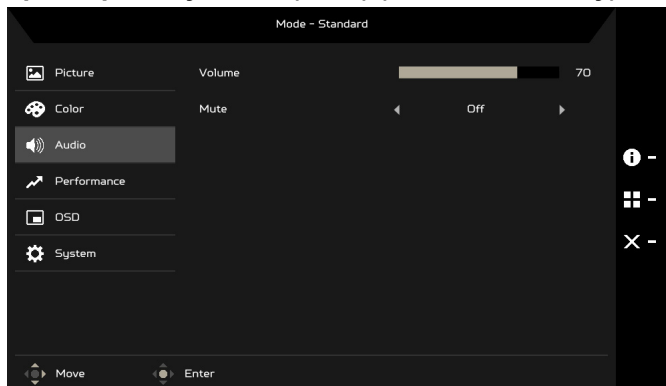 Mode - Standard
Picture
Volume
70
Color
Mute
Off
Audio
Performance
OSD
System
Move
Enter